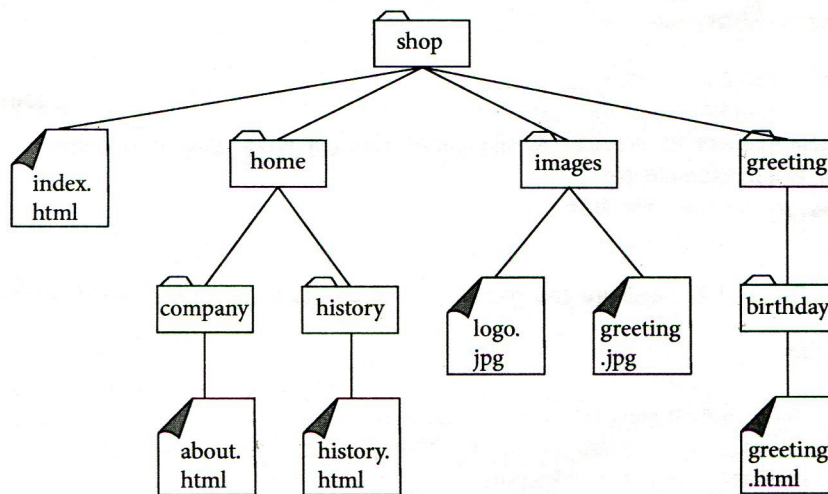 shop
index.
html
home
images
greeting
company
history
logo.
jpg
greeting
.jpg
birthday
about.
html
history.
html
greeting
.html